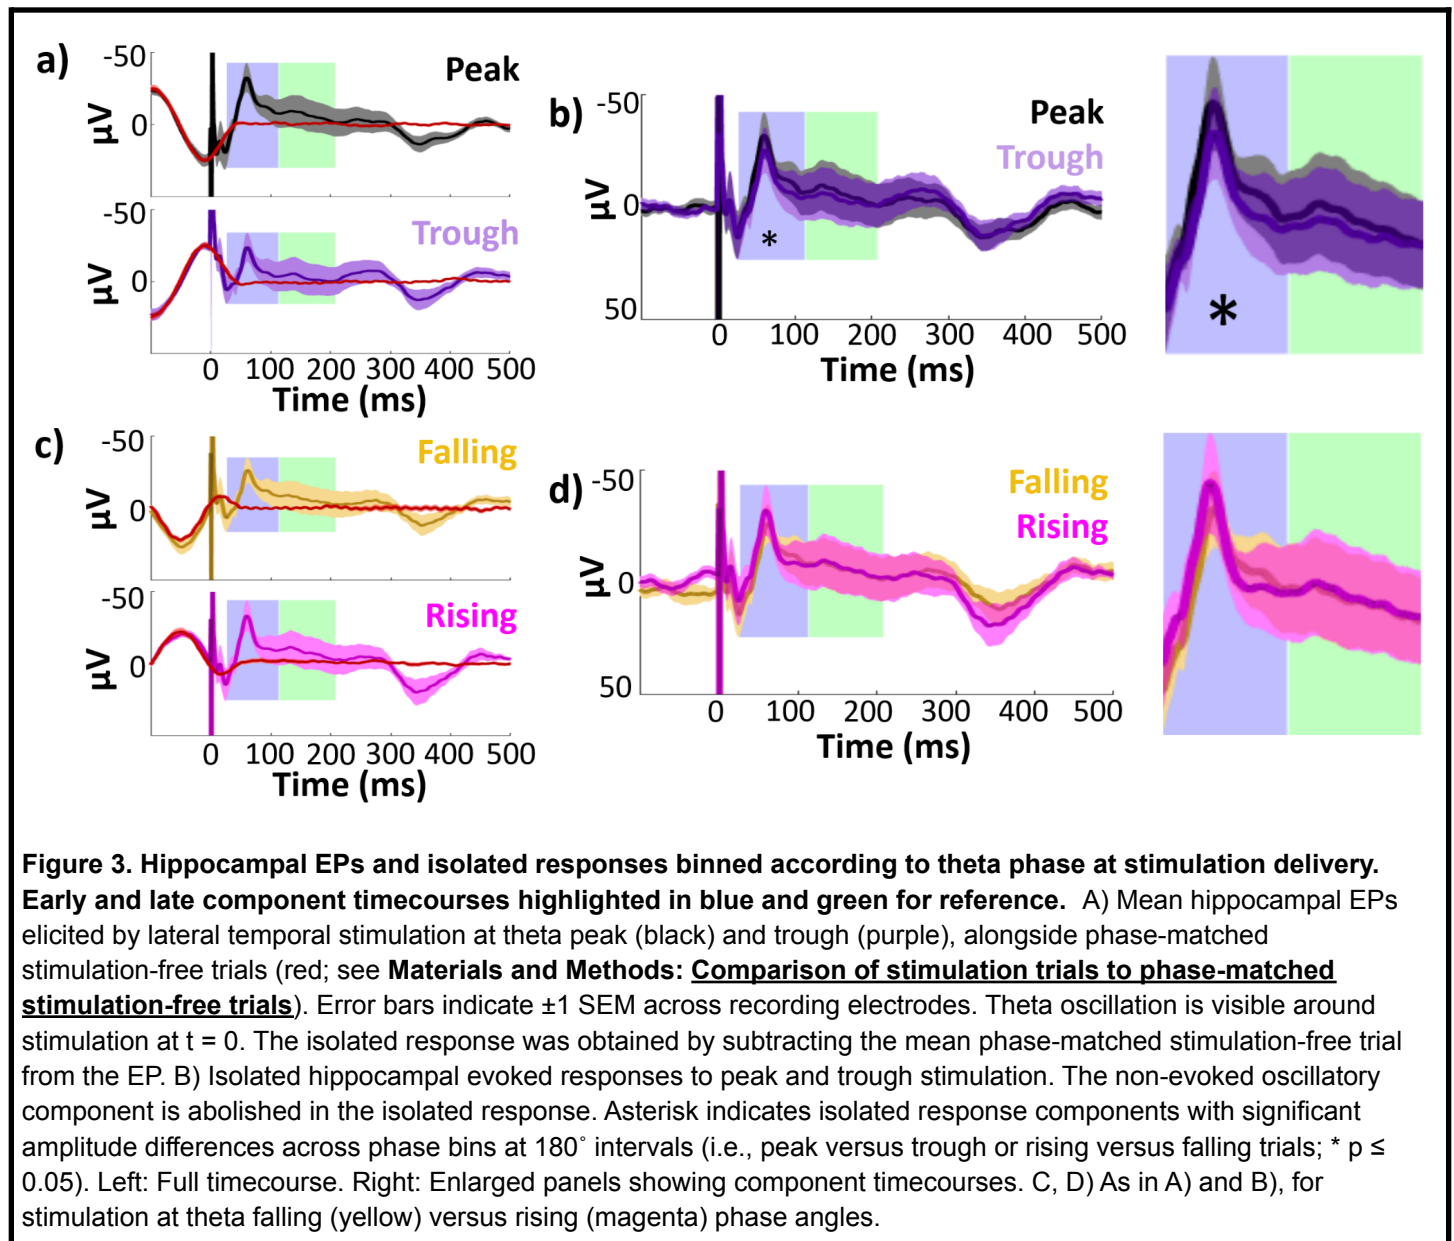 a)
-50
Peak
µV
0
-50
Trough
µV
0
0 100 200 300 400 500
Time (ms)
b)
-50
Peak
Trough
µV
0
*
50
0 100 200 300 400 500
Time (ms)
*
c)
-50
Falling
µV
0
-50
Rising
µV
0
0 100 200 300 400 500
Time (ms)
d)
-50
Falling
Rising
µV
0
50
0 100 200 300 400 500
Time (ms)
Figure 3. Hippocampal EPs and isolated responses binned according to theta phase at stimulation delivery.
Early and late component timecourses highlighted in blue and green for reference. A) Mean hippocampal EPs
elicited by lateral temporal stimulation at theta peak (black) and trough (purple), alongside phase-matched
stimulation-free trials (red; see Materials and Methods: Comparison of stimulation trials to phase-matched
stimulation-free trials). Error bars indicate ±1 SEM across recording electrodes. Theta oscillation is visible around
stimulation at t = 0. The isolated response was obtained by subtracting the mean phase-matched stimulation-free trial
from the EP. B) Isolated hippocampal evoked responses to peak and trough stimulation. The non-evoked oscillatory
component is abolished in the isolated response. Asterisk indicates isolated response components with significant
amplitude differences across phase bins at 180˚ intervals (i.e., peak versus trough or rising versus falling trials; * p ≤
0.05). Left: Full timecourse. Right: Enlarged panels showing component timecourses. C, D) As in A) and B), for
stimulation at theta falling (yellow) versus rising (magenta) phase angles.